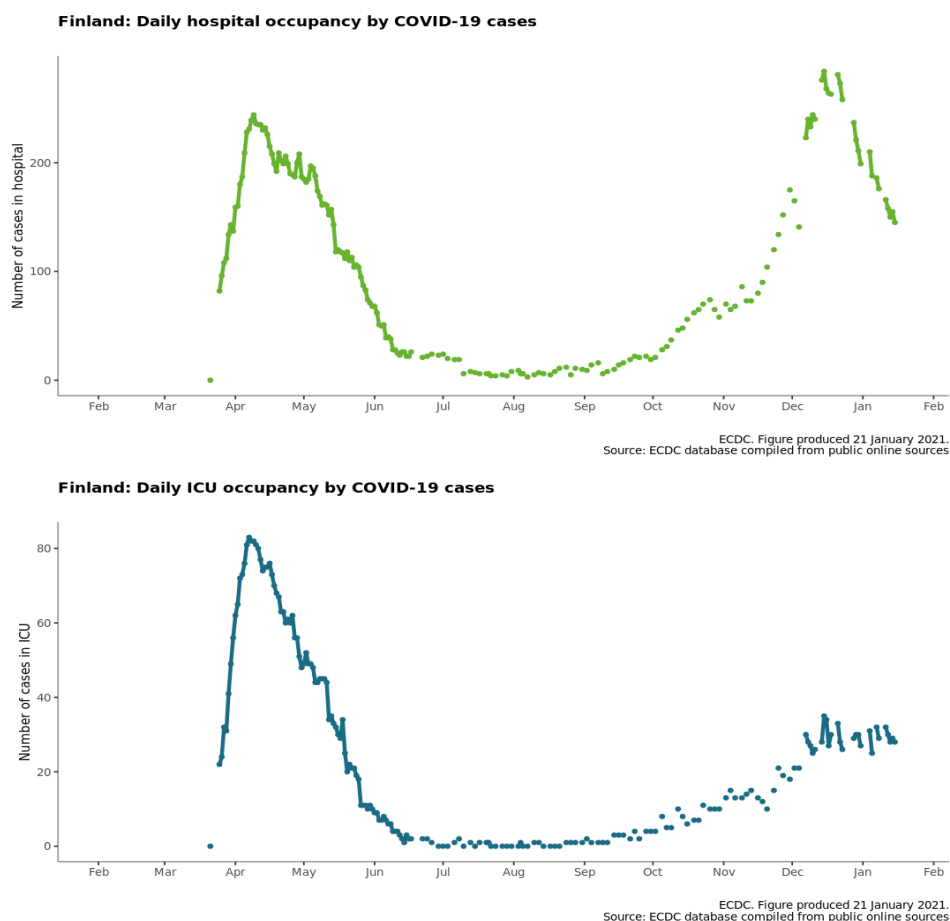 Finland: Daily hospital occupancy by COVID-19 cases
Number of cases in hospital
200
100
0
Feb Mar Apr May Jun Jul Aug Sep Oct Nov Dec Jan Feb
ECDC. Figure produced 21 January 2021.
Source: ECDC database compiled from public online sources
Finland: Daily ICU occupancy by COVID-19 cases
Number of cases in ICU
80
60
40
20
0
Feb Mar Apr May Jun Jul Aug Sep Oct Nov Dec Jan Feb
ECDC. Figure produced 21 January 2021.
Source: ECDC database compiled from public online sources